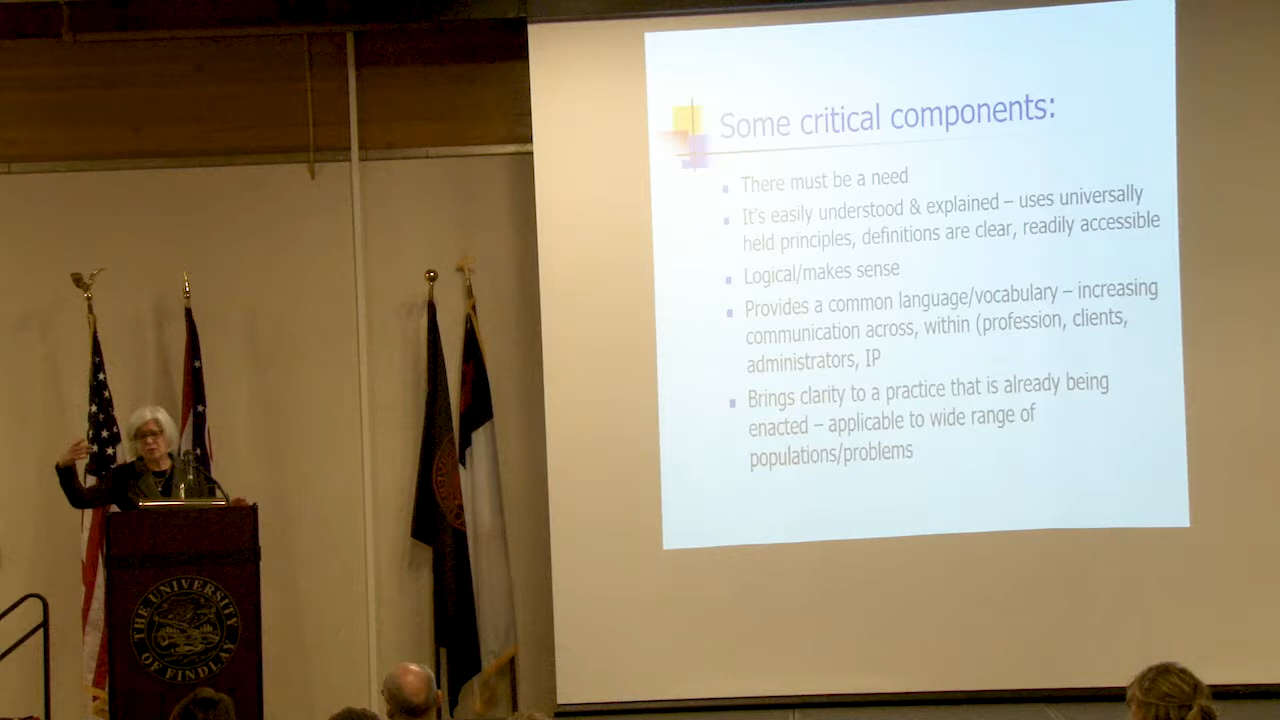 Some critical components:
There must be a need
It's easily understood & explained – uses universally
held principles, definitions are clear, readily accessible
Logical/makes sense
Provides a common language/vocabulary – increasing
communication across, within (profession, clients,
administrators, IP
Brings clarity to a practice that is already being
enacted – applicable to wide range of
populations/problems
THE UNIVERSITY
OF FINDLAY